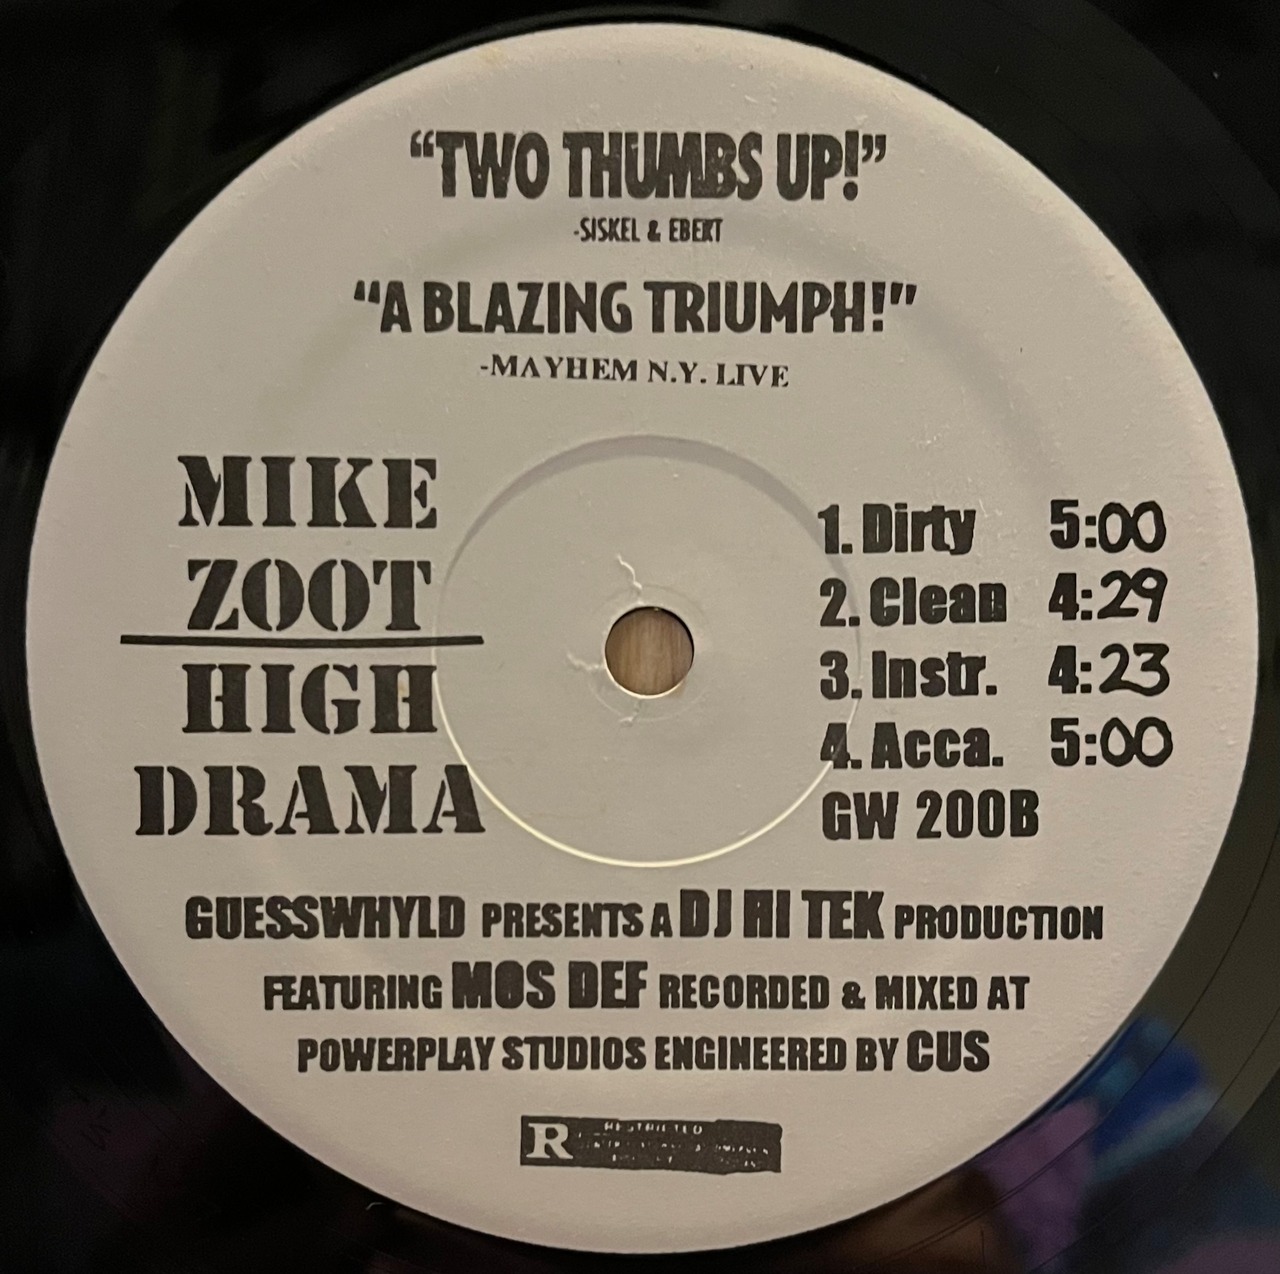 “TWO THUMBS UP!”
-SISKEL & EBERT
“A BLAZING TRIUMPH!”
-MAYHEM N.Y. LIVE
MIKE
ZOOT
HIGH
DRAMA
1. Dirty 5:00
2. Clean 4:29
3. Instr. 4:23
4. Acca. 5:00
GW 200B
GUESSWHYLD PRESENTS A DJ HI TEK PRODUCTION
FEATURING MOS DEF RECORDED & MIXED AT
POWERPLAY STUDIOS ENGINEERED BY CUS
R RESTRICTED